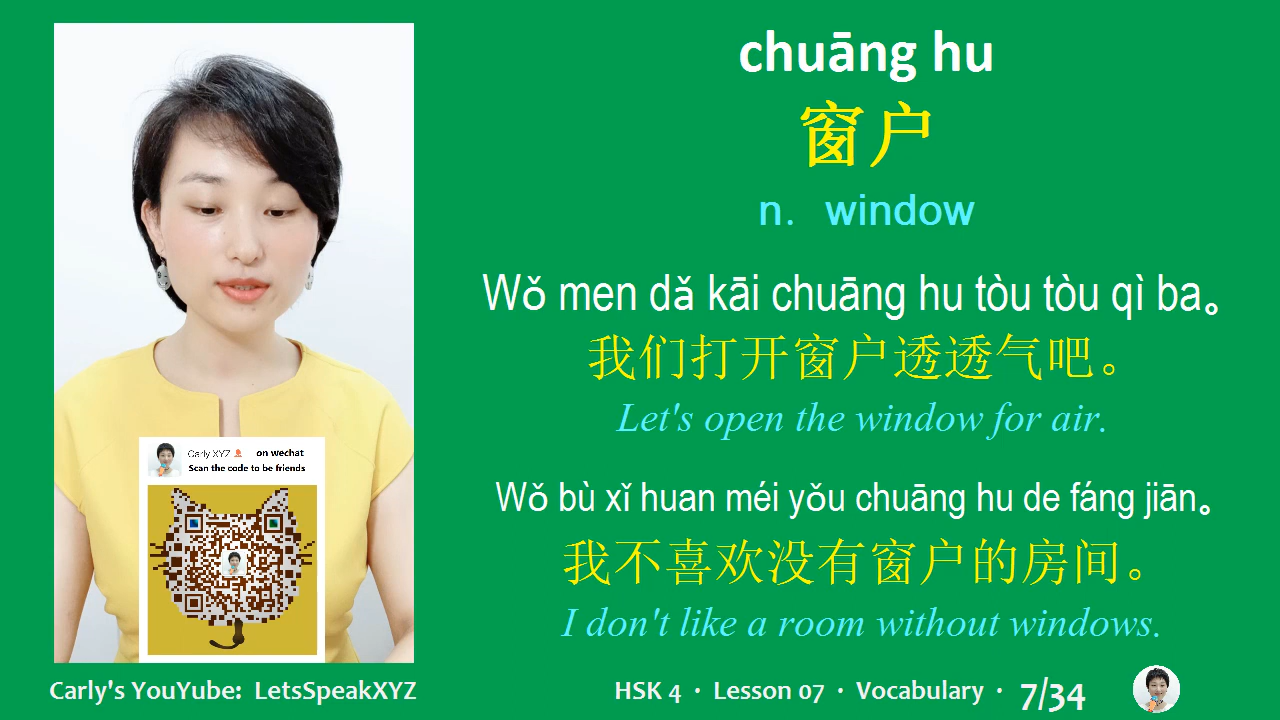 chuāng hu
窗户
n. window
Wǒ men dǎ kāi chuāng hu tòu tòu qì ba。
我们打开窗户透透气吧。
Let's open the window for air.
Wǒ bù xǐ huan méi yǒu chuāng hu de fáng jiān。
我不喜欢没有窗户的房间。
I don't like a room without windows.
Carly XYZ on wechat
Scan the code to be friends
Carly's YouYube: LetsSpeakXYZ
HSK 4 · Lesson 07 · Vocabulary · 7/34